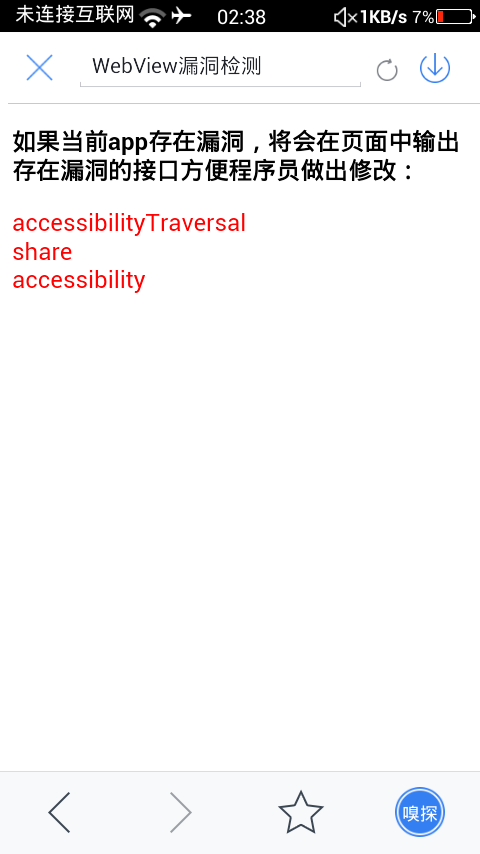 未连接互联网 02:38 1KB/s 7%
WebView漏洞检测
如果当前app存在漏洞，将会在页面中输出
存在漏洞的接口方便程序员做出修改：
accessibilityTraversal
share
accessibility
嗅探